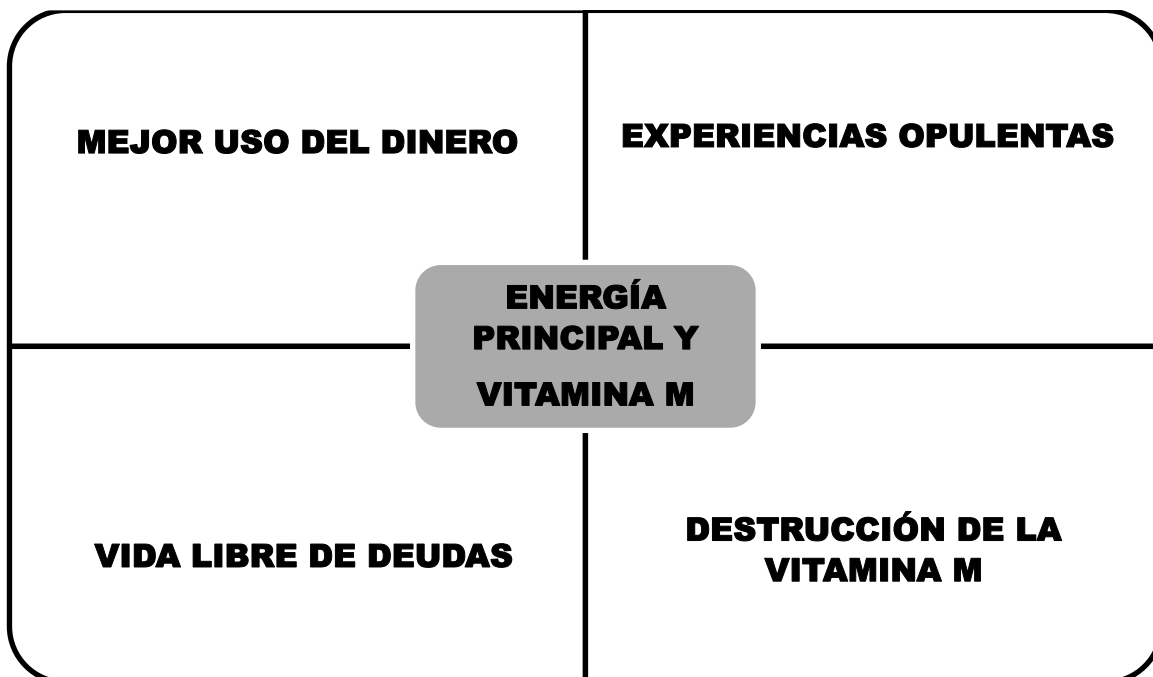 MEJOR USO DEL DINERO
EXPERIENCIAS OPULENTAS
ENERGÍA
PRINCIPAL Y
VITAMINA M
VIDA LIBRE DE DEUDAS
DESTRUCCIÓN DE LA
VITAMINA M